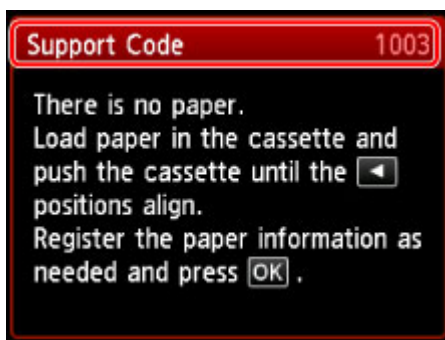 Support Code 1003
There is no paper.
Load paper in the cassette and
push the cassette until the ◀
positions align.
Register the paper information as
needed and press OK .